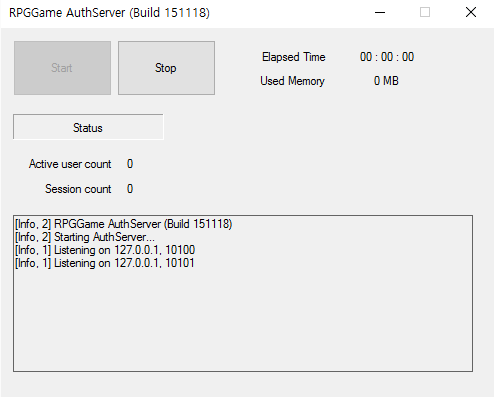 RPGGame AuthServer (Build 151118)
Start
Stop
Elapsed Time 00 : 00 : 00
Used Memory 0 MB
Status
Active user count 0
Session count 0
[Info, 2] RPGGame AuthServer (Build 151118)
[Info, 2] Starting AuthServer...
[Info, 1] Listening on 127.0.0.1, 10100
[Info, 1] Listening on 127.0.0.1, 10101